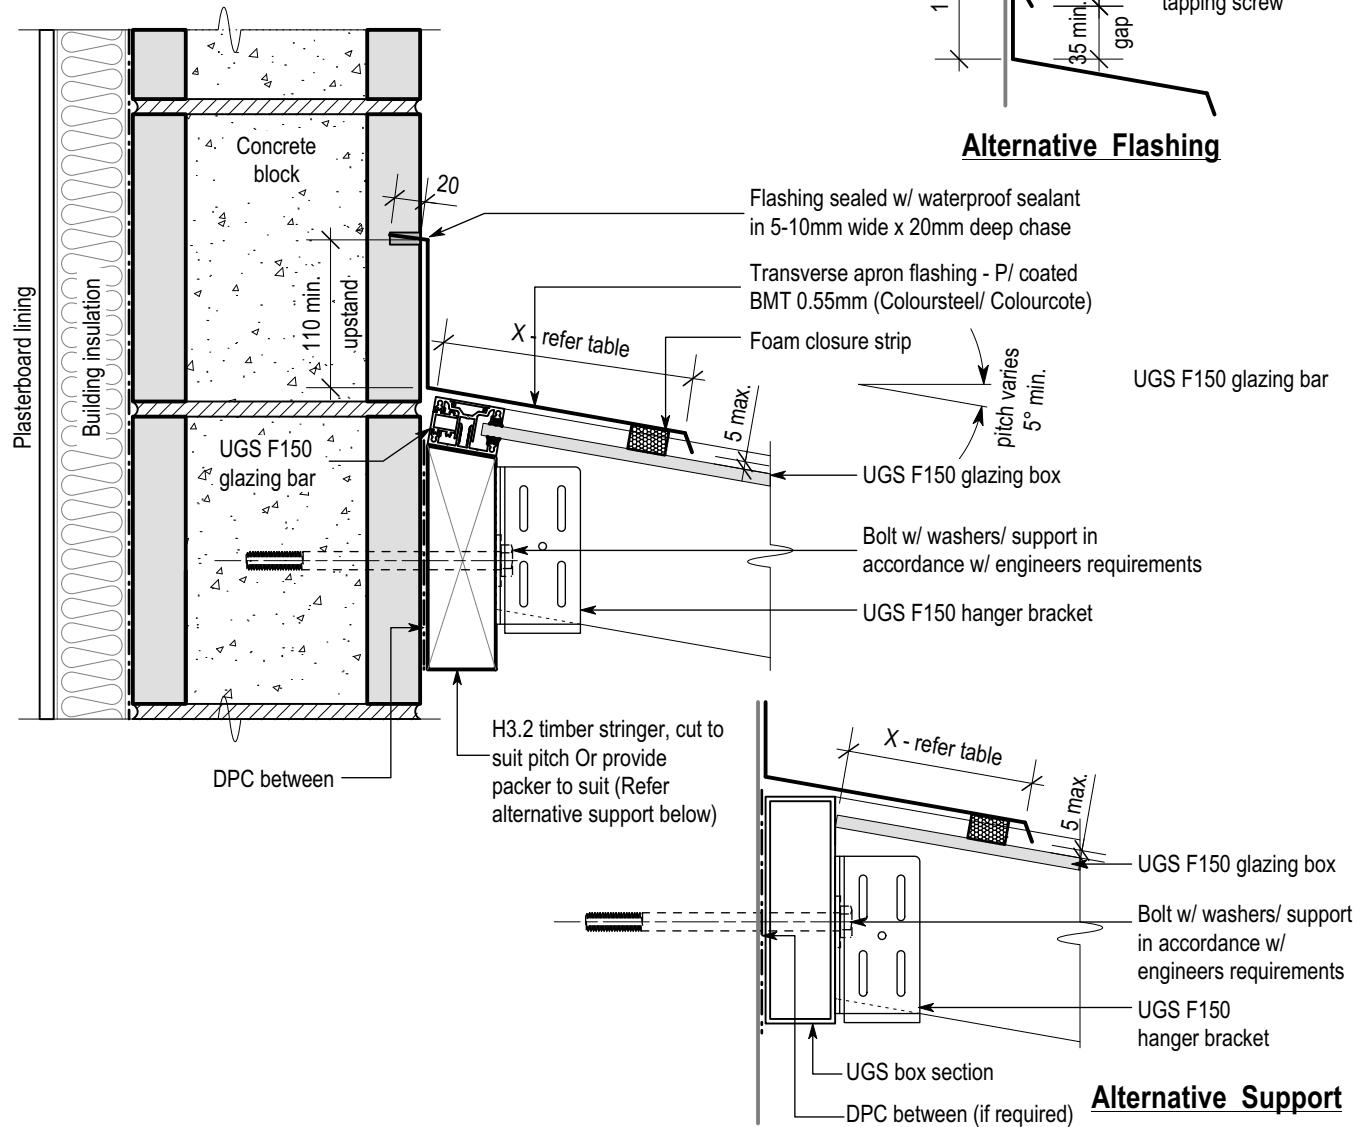 tapping screw
1
35 min.
gap
Alternative Flashing
Concrete
block
20
Flashing sealed w/ waterproof sealant
in 5-10mm wide x 20mm deep chase
Transverse apron flashing - P/ coated
BMT 0.55mm (Coloursteel/ Colourcote)
Foam closure strip
Plasterboard lining
Building insulation
110 min.
upstand
X - refer table
5 max.
pitch varies
5° min.
UGS F150 glazing bar
UGS F150
glazing bar
UGS F150 glazing box
Bolt w/ washers/ support in
accordance w/ engineers requirements
UGS F150 hanger bracket
H3.2 timber stringer, cut to
suit pitch Or provide
packer to suit (Refer
alternative support below)
DPC between
X - refer table
5 max.
UGS F150 glazing box
Bolt w/ washers/ support
in accordance w/
engineers requirements
UGS F150
hanger bracket
UGS box section
DPC between (if required)
Alternative Support